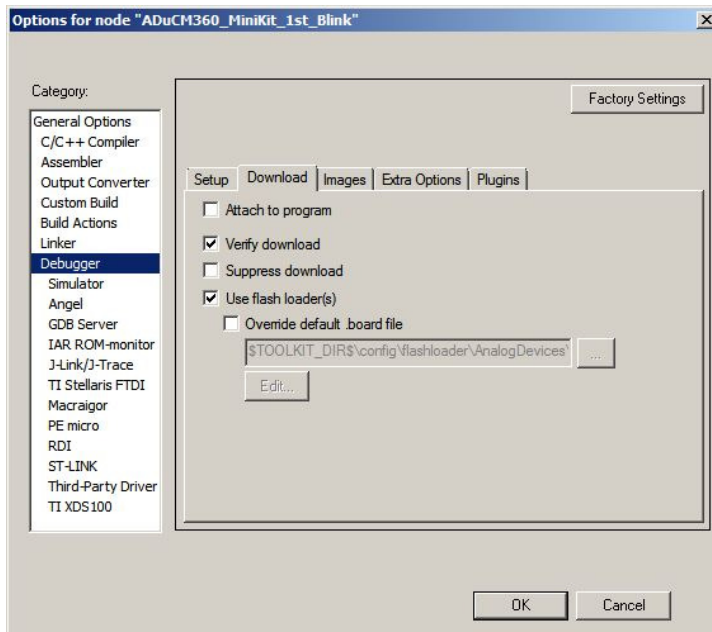 Options for node "ADuCM360_MiniKit_1st_Blink"
Category:
Factory Settings
General Options
C/C++ Compiler
Assembler
Output Converter
Custom Build
Build Actions
Linker
Debugger
Simulator
Angel
GDB Server
IAR ROM-monitor
J-Link/J-Trace
TI Stellaris FTDI
Macraigor
PE micro
RDI
ST-LINK
Third-Party Driver
TI XDS100
Setup Download Images Extra Options Plugins
Attach to program
Verify download
Suppress download
Use flash loader(s)
Override default .board file
$TOOLKIT_DIR$\config\flashloader\AnalogDevices\
...
Edit...
OK Cancel